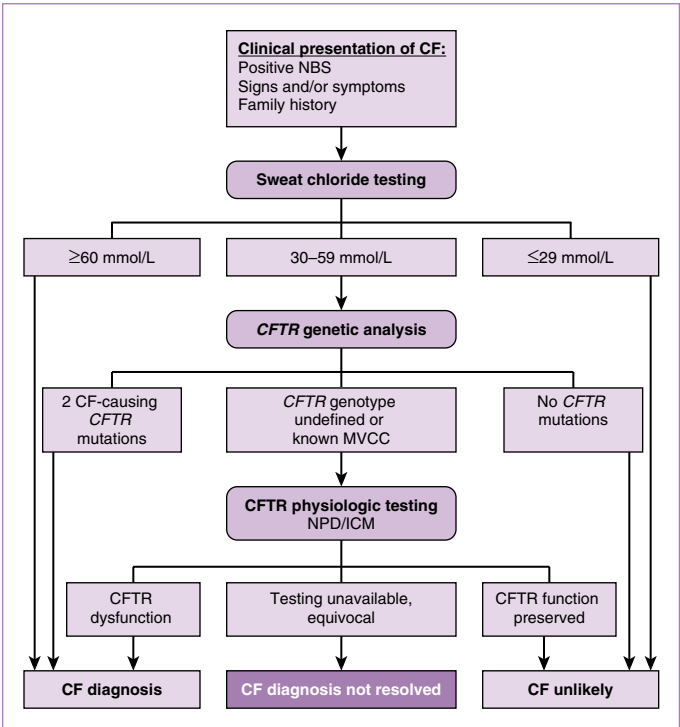 Clinical presentation of CF:
Positive NBS
Signs and/or symptoms
Family history
Sweat chloride testing
≥60 mmol/L
30–59 mmol/L
≤29 mmol/L
CFTR genetic analysis
2 CF-causing
CFTR
mutations
CFTR genotype
undefined or
known MVCC
No CFTR
mutations
CFTR physiologic testing
NPD/ICM
CFTR
dysfunction
Testing unavailable,
equivocal
CFTR function
preserved
CF diagnosis
CF diagnosis not resolved
CF unlikely